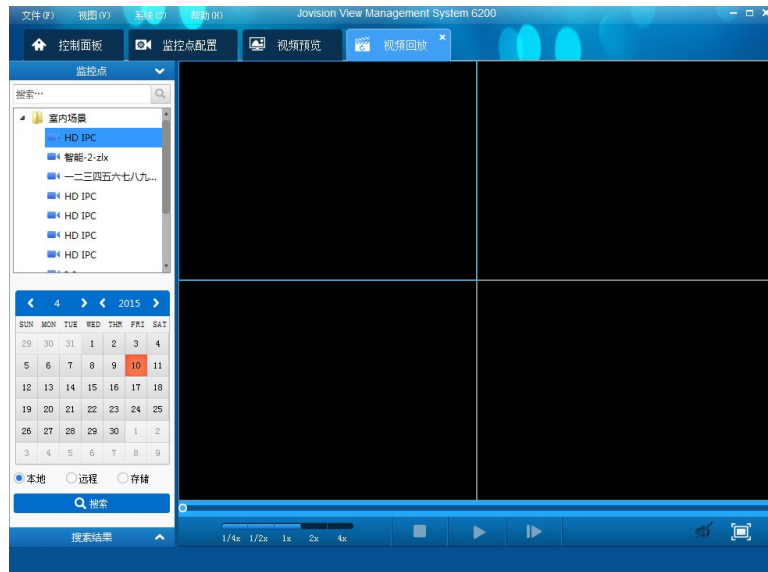 文件(F) 视图(V) 系统(S) 帮助(H) Jovision View Management System 6200
控制面板 监控点配置 视频预览 视频回放
监控点
搜索…
室内场景
HD IPC
智能-2-zlx
一二三四五六七八九...
HD IPC
HD IPC
HD IPC
HD IPC
4 2015
SUN MON TUE WED THR FRI SAT
29 30 31 1 2 3 4
5 6 7 8 9 10 11
12 13 14 15 16 17 18
19 20 21 22 23 24 25
26 27 28 29 30 1 2
3 4 5 6 7 8 9
本地 远程 存储
搜索
搜索结果
1/4x 1/2x 1x 2x 4x